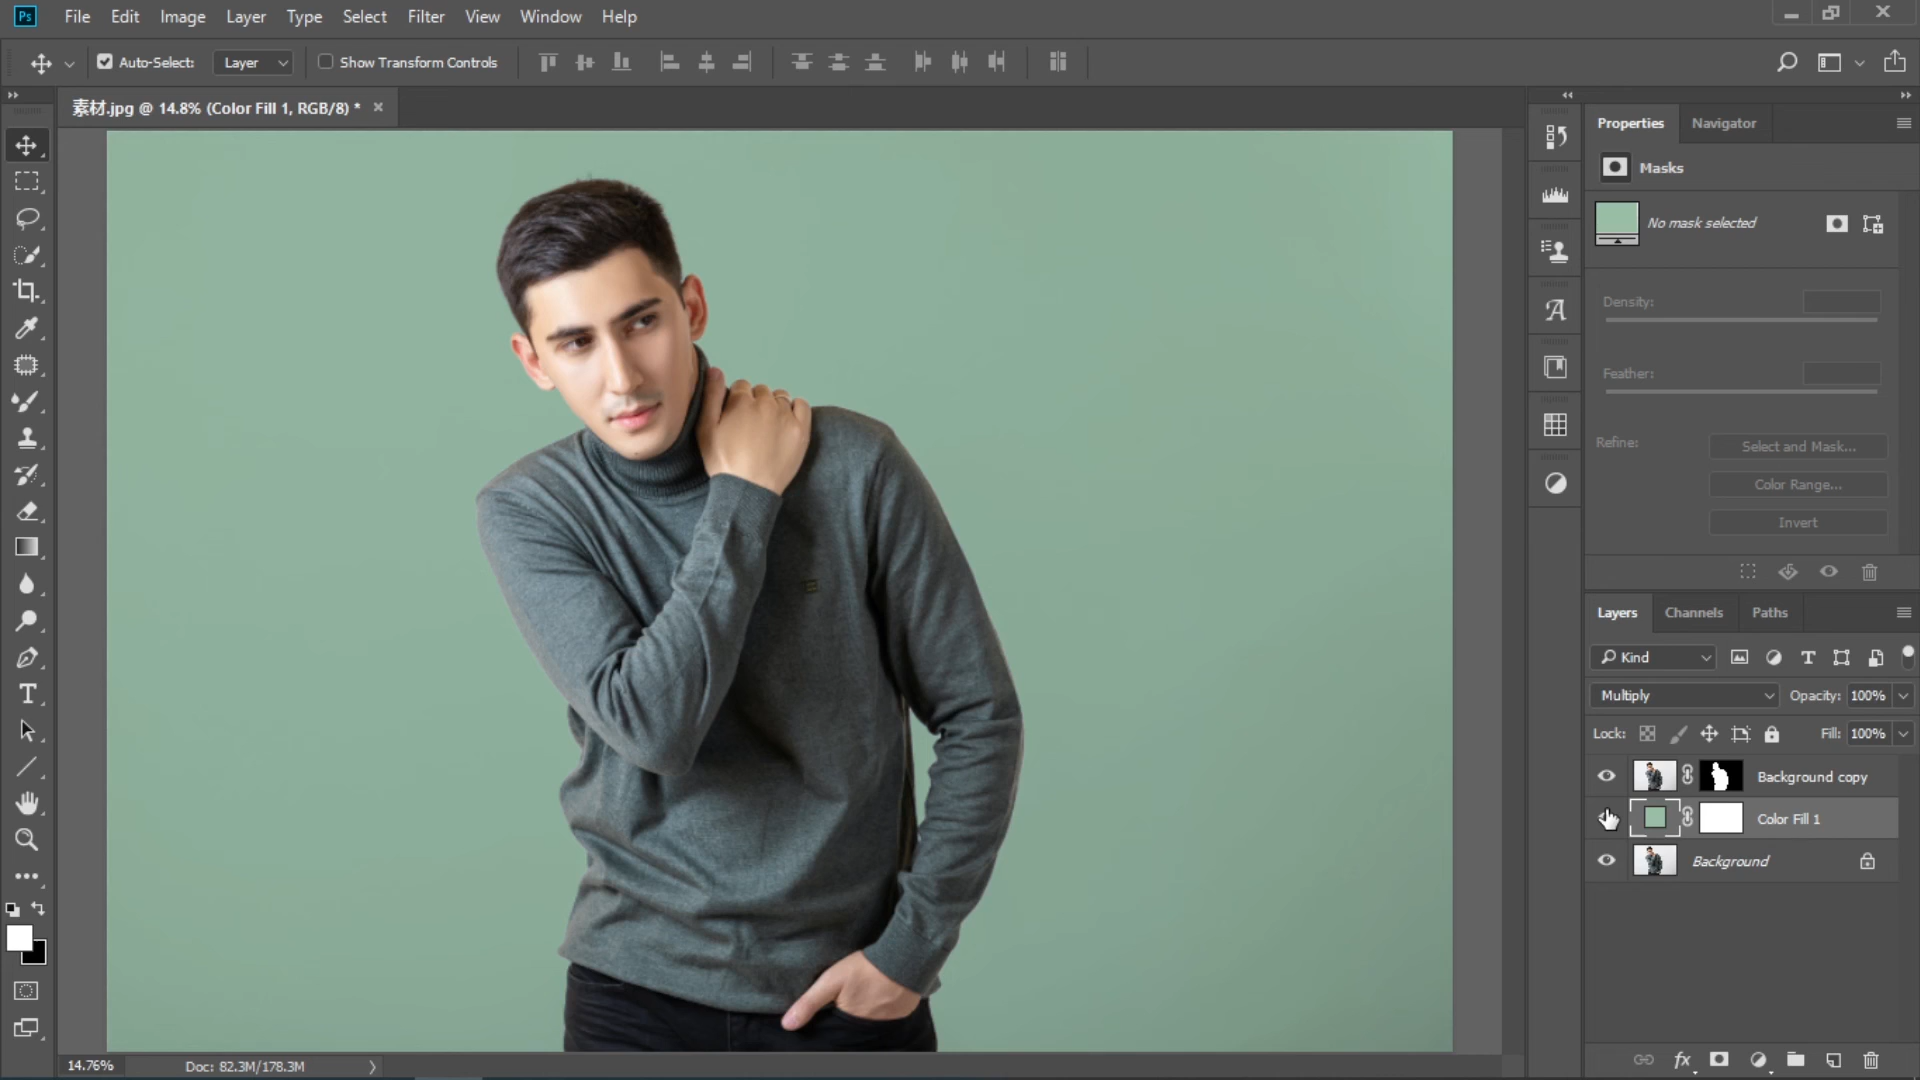 Ps File Edit Image Layer Type Select Filter View Window Help
Auto-Select: Layer Show Transform Controls
素材.jpg @ 14.8% (Color Fill 1, RGB/8) *
Properties Navigator
Masks
No mask selected
Density:
Feather:
Refine: Select and Mask...
Color Range...
Invert
Layers Channels Paths
Kind
Multiply Opacity: 100%
Lock: Fill: 100%
Background copy
Color Fill 1
Background
14.76% Doc: 82.3M/178.3M
fx